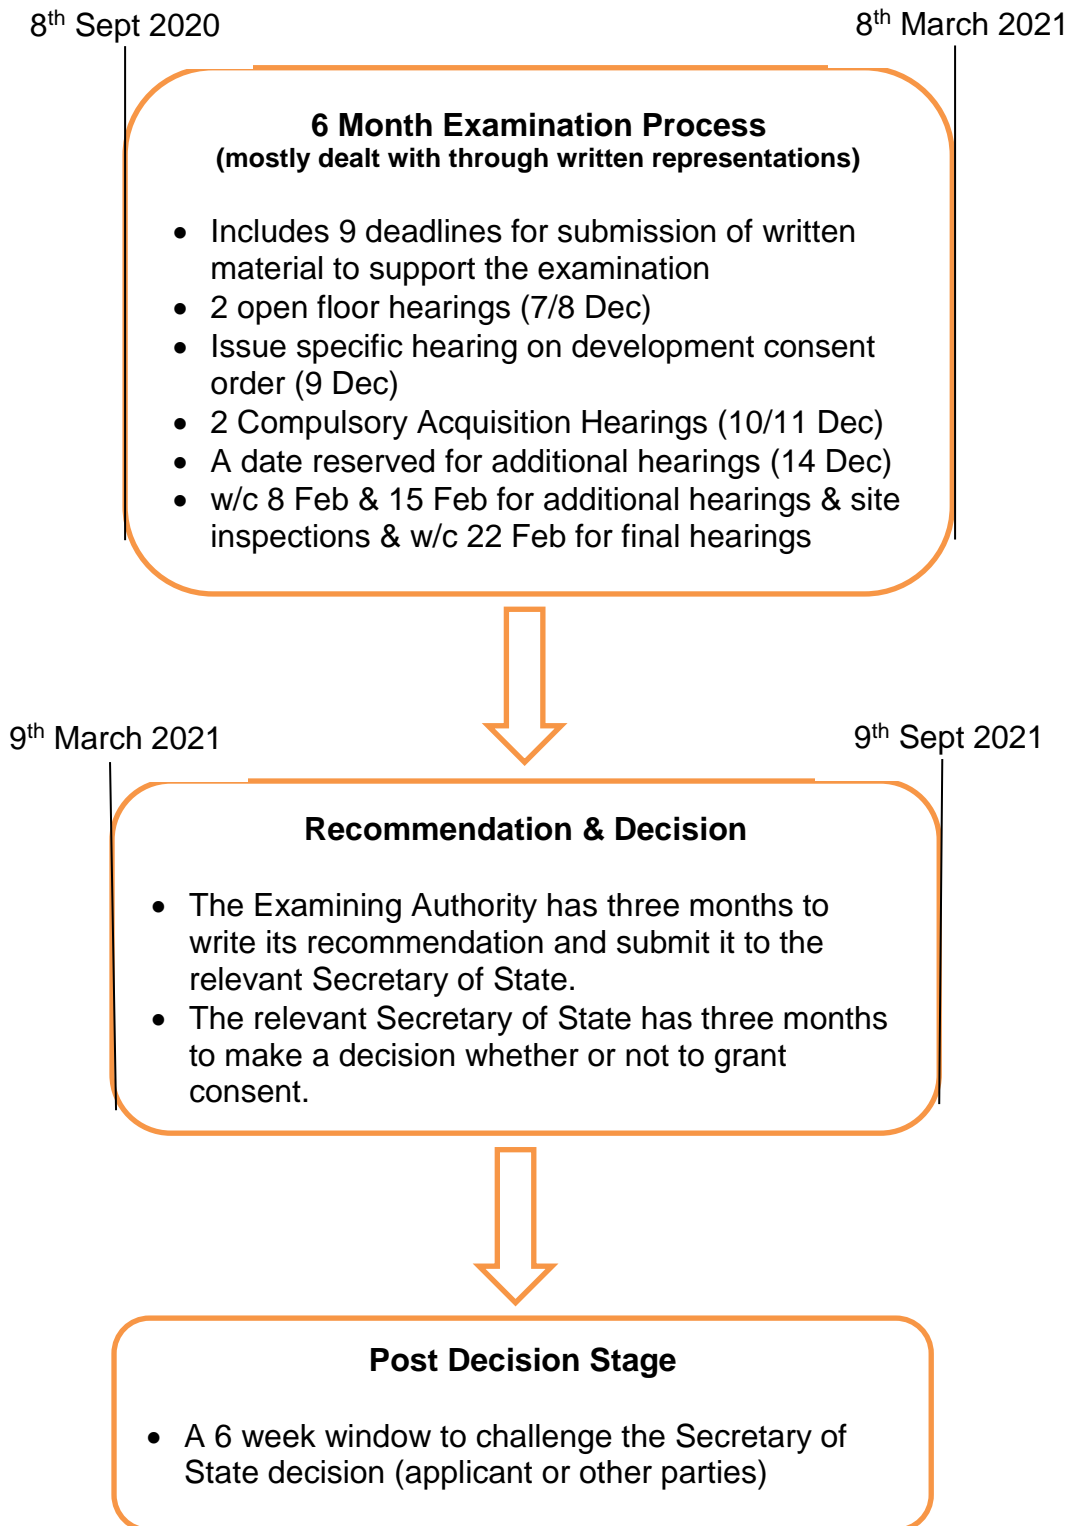 8th Sept 2020
8th March 2021
6 Month Examination Process
(mostly dealt with through written representations)
• Includes 9 deadlines for submission of written
material to support the examination
• 2 open floor hearings (7/8 Dec)
• Issue specific hearing on development consent
order (9 Dec)
• 2 Compulsory Acquisition Hearings (10/11 Dec)
• A date reserved for additional hearings (14 Dec)
• w/c 8 Feb & 15 Feb for additional hearings & site
inspections & w/c 22 Feb for final hearings
9th March 2021
9th Sept 2021
Recommendation & Decision
• The Examining Authority has three months to
write its recommendation and submit it to the
relevant Secretary of State.
• The relevant Secretary of State has three months
to make a decision whether or not to grant
consent.
Post Decision Stage
• A 6 week window to challenge the Secretary of
State decision (applicant or other parties)